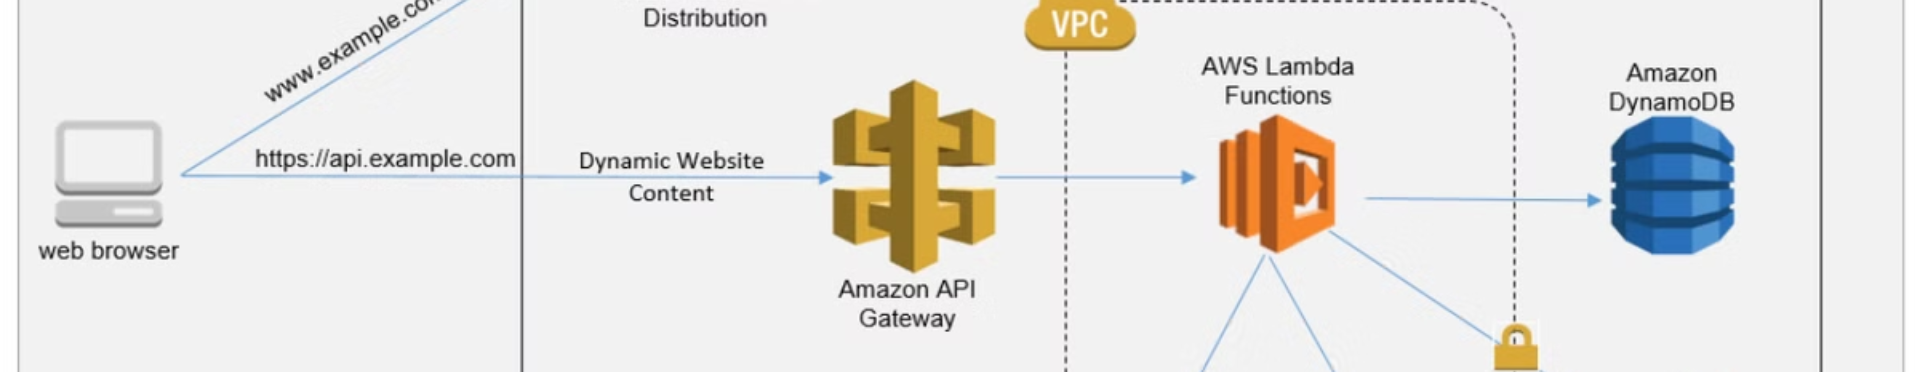 Distribution
www.example.com
VPC
AWS Lambda
Functions
Amazon
DynamoDB
https://api.example.com
Dynamic Website
Content
web browser
Amazon API
Gateway